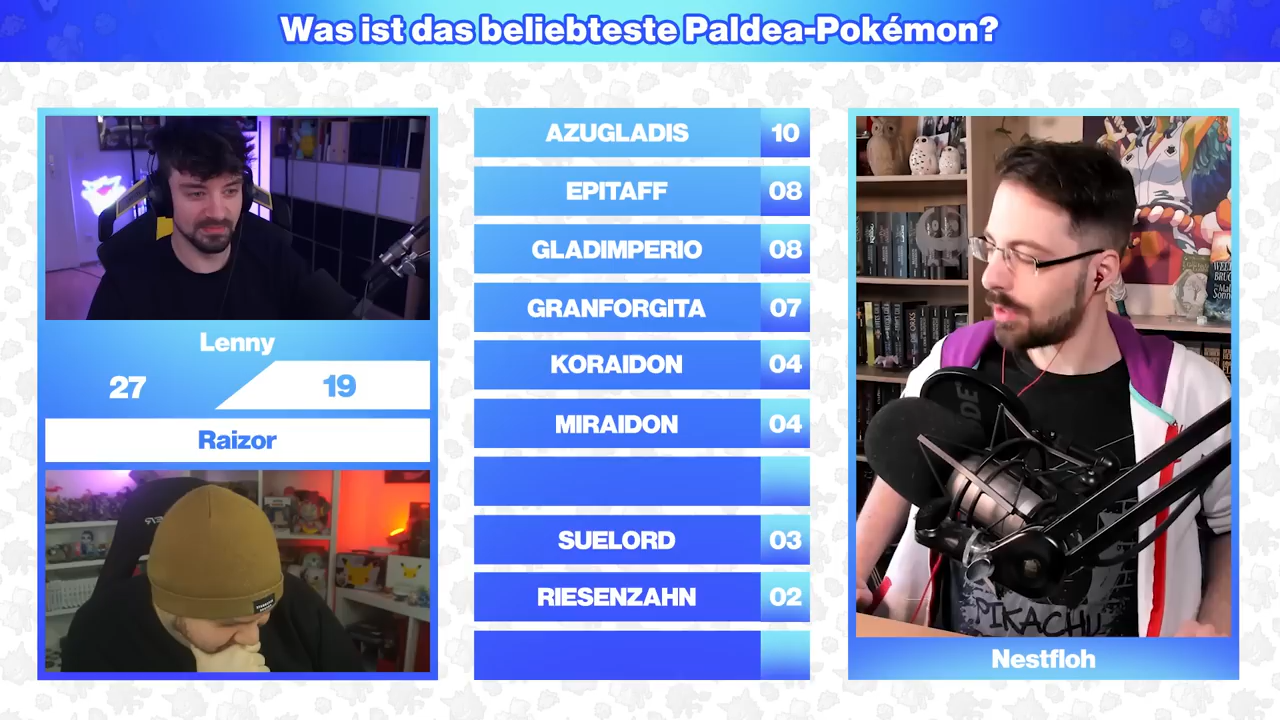 Was ist das beliebteste Paldea-Pokémon?
Lenny
27
19
Raizor
AZUGLADIS 10
EPITAFF 08
GLADIMPERIO 08
GRANFORGITA 07
KORAIDON 04
MIRAIDON 04
SUELORD 03
RIESENZAHN 02
DE
PIKACHU
Nestfloh